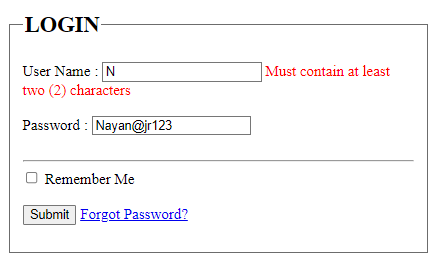 LOGIN
User Name : N Must contain at least
two (2) characters
Password : Nayan@jr123
Remember Me
Submit Forgot Password?